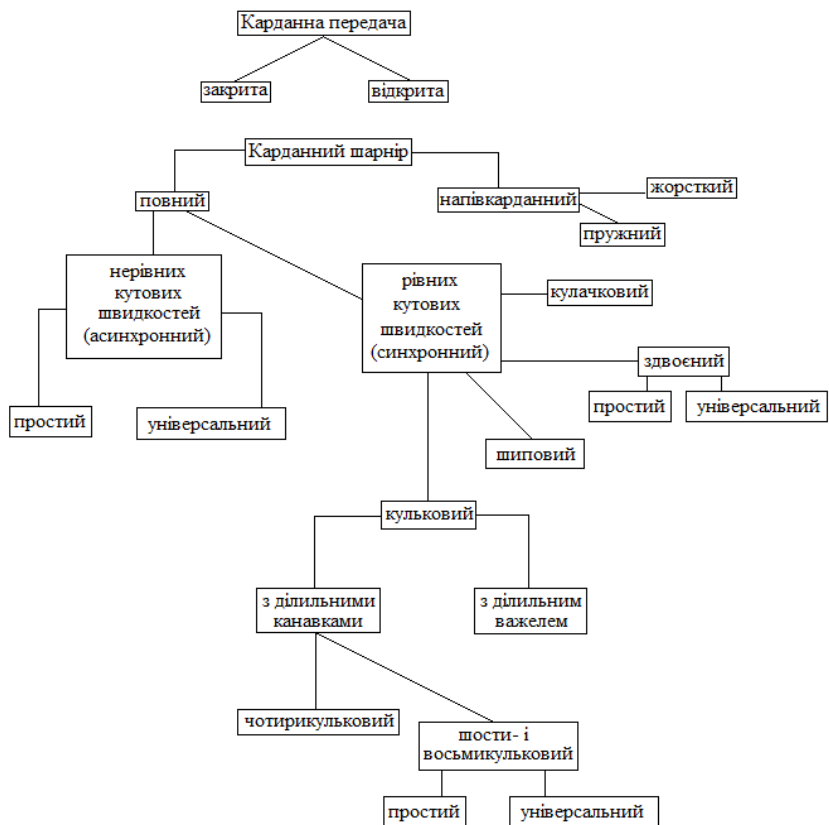 Карданна передача
закрита
відкрита
Карданний шарнір
повний
напівкарданний
жорсткий
пружний
нерівних
кутових
швидкостей
(асинхронний)
рівних
кутових
швидкостей
(синхронний)
кулачковий
здвоєний
простий
універсальний
простий
універсальний
шиповий
кульковий
з ділильними
канавками
з ділильним
важелем
чотирикульковий
шости- і
восьмикульковий
простий
універсальний